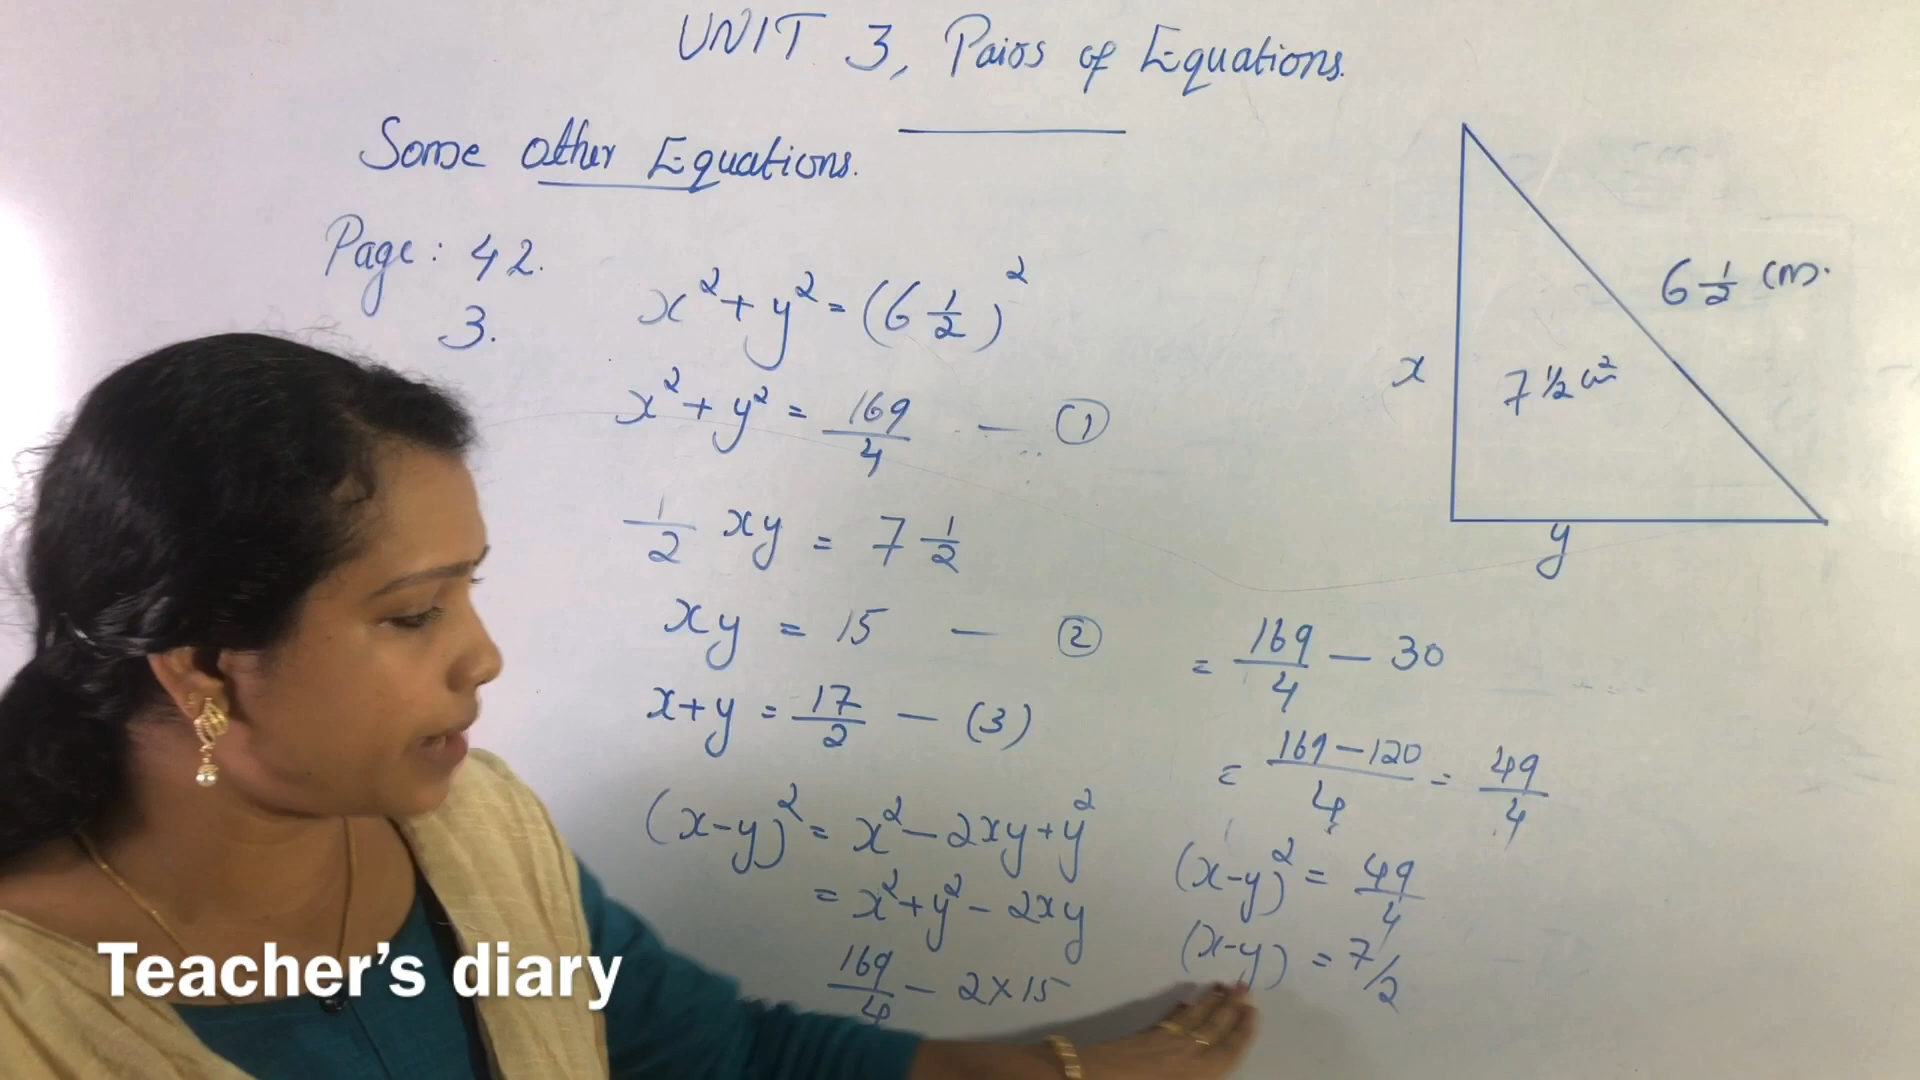 UNIT 3, Pairs of Equations.
Some other Equations.
Page: 42.
3.
x² + y² = (6 1/2)²
x² + y² = 169/4 — ①
1/2 xy = 7 1/2
xy = 15 — ②
x+y = 17/2 — (3)
(x-y)² = x² - 2xy + y²
= x² + y² - 2xy
169/4 - 2×15
x
7 1/2 cm²
6 1/2 cm.
y
= 169/4 - 30
= 169-120/4 = 49/4
(x-y)² = 49/4
(x-y) = 7/2
Teacher's diary